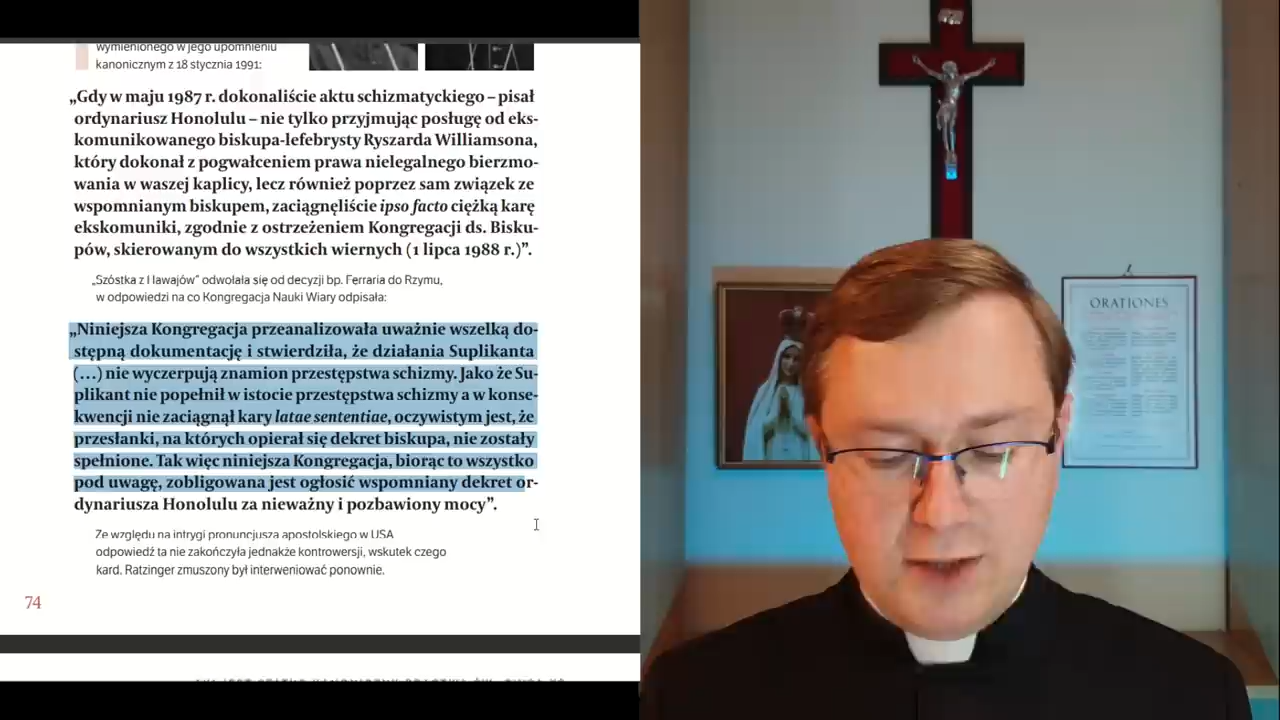 wymienionego w jego upomnieniu
kanonicznym z 18 stycznia 1991:
„Gdy w maju 1987 r. dokonaliście aktu schizmatyckiego – pisał
ordynariusz Honolulu – nie tylko przyjmując posługę od eks-
komunikowanego biskupa-lefebrysty Ryszarda Williamsona,
który dokonał z pogwałceniem prawa nielegalnego bierzmo-
wania w waszej kaplicy, lecz również poprzez sam związek ze
wspomnianym biskupem, zaciągnęliście ipso facto ciężką karę
ekskomuniki, zgodnie z ostrzeżeniem Kongregacji ds. Bisku-
pów, skierowanym do wszystkich wiernych (1 lipca 1988 r.)”.
„Szóstka z Hawajów” odwołała się od decyzji bp. Ferraria do Rzymu,
w odpowiedzi na co Kongregacja Nauki Wiary odpisała:
„Niniejsza Kongregacja przeanalizowała uważnie wszelką do-
stępną dokumentację i stwierdziła, że działania Suplikanta
(…) nie wyczerpują znamion przestępstwa schizmy. Jako że Su-
plikant nie popełnił w istocie przestępstwa schizmy a w konse-
kwencji nie zaciągnął kary latae sententiae, oczywistym jest, że
przesłanki, na których opierał się dekret biskupa, nie zostały
spełnione. Tak więc niniejsza Kongregacja, biorąc to wszystko
pod uwagę, zobligowana jest ogłosić wspomniany dekret or-
dynariusza Honolulu za nieważny i pozbawiony mocy”.
Ze względu na intrygi pronuncjusza apostolskiego w USA
odpowiedź ta nie zakończyła jednakże kontrowersji, wskutek czego
kard. Ratzinger zmuszony był interweniować ponownie.
74
ORATIONES